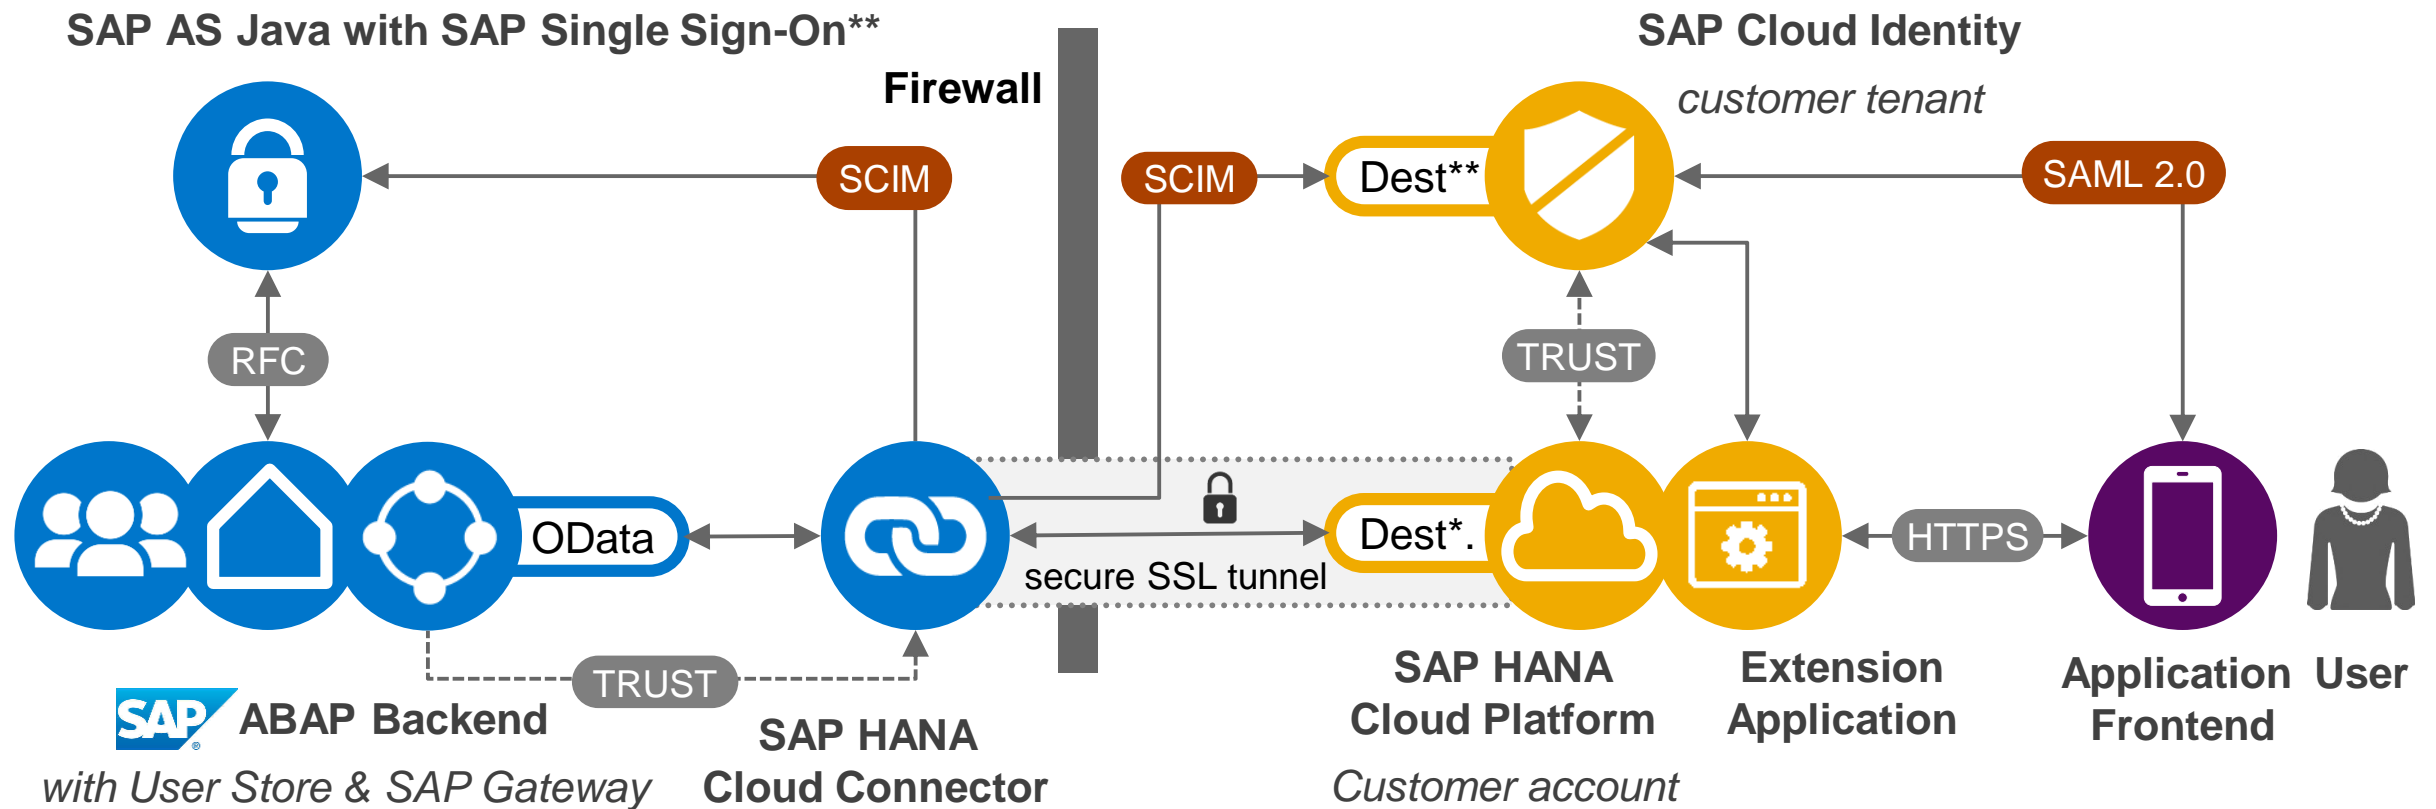 SAP AS Java with SAP Single Sign-On**
SAP Cloud Identity
Firewall
customer tenant
SCIM
SCIM
Dest**
SAML 2.0
RFC
TRUST
OData
Dest*.
HTTPS
secure SSL tunnel
TRUST
SAP HANA
Cloud Platform
Customer account
Extension
Application
Application
Frontend
User
SAP®
ABAP Backend
with User Store & SAP Gateway
SAP HANA
Cloud Connector